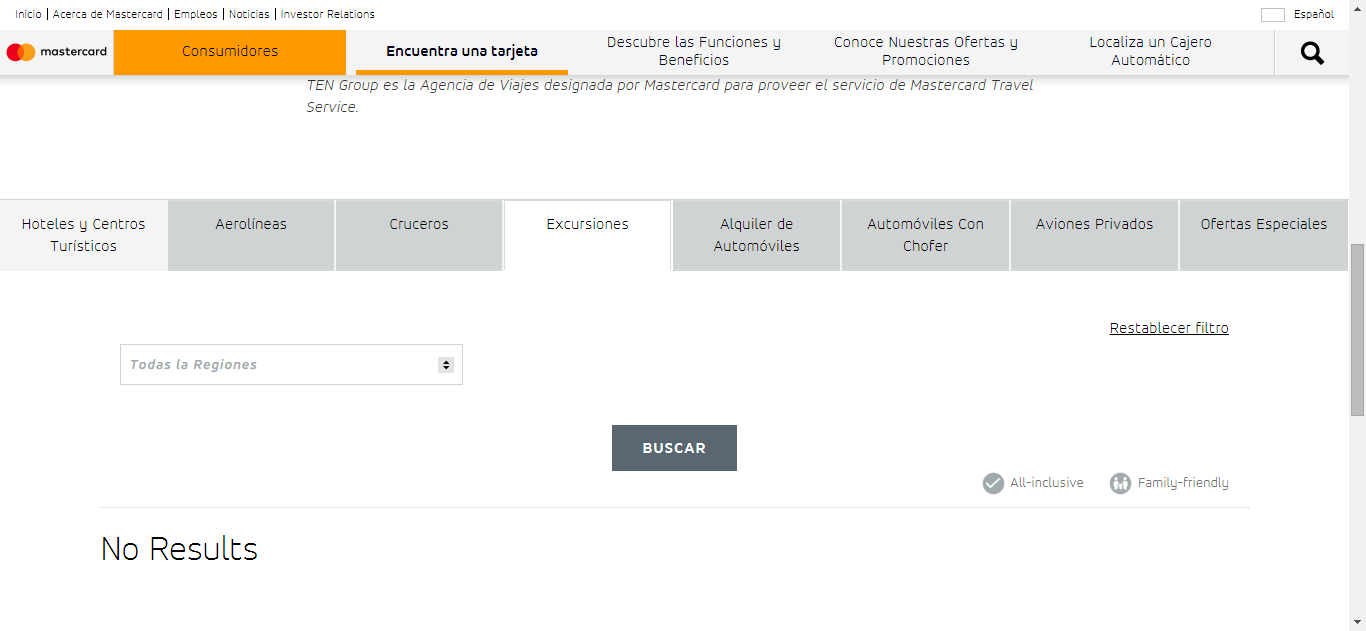 Inicio | Acerca de Mastercard | Empleos | Noticias | Investor Relations
Español
mastercard
Consumidores
Encuentra una tarjeta
Descubre las Funciones y
Beneficios
Conoce Nuestras Ofertas y
Promociones
Localiza un Cajero
Automático
TEN Group es la Agencia de Viajes designada por Mastercard para proveer el servicio de Mastercard Travel
Service.
Hoteles y Centros
Turísticos
Aerolíneas
Cruceros
Excursiones
Alquiler de
Automóviles
Automóviles Con
Chofer
Aviones Privados
Ofertas Especiales
Restablecer filtro
Todas la Regiones
BUSCAR
All-inclusive
Family-friendly
No Results